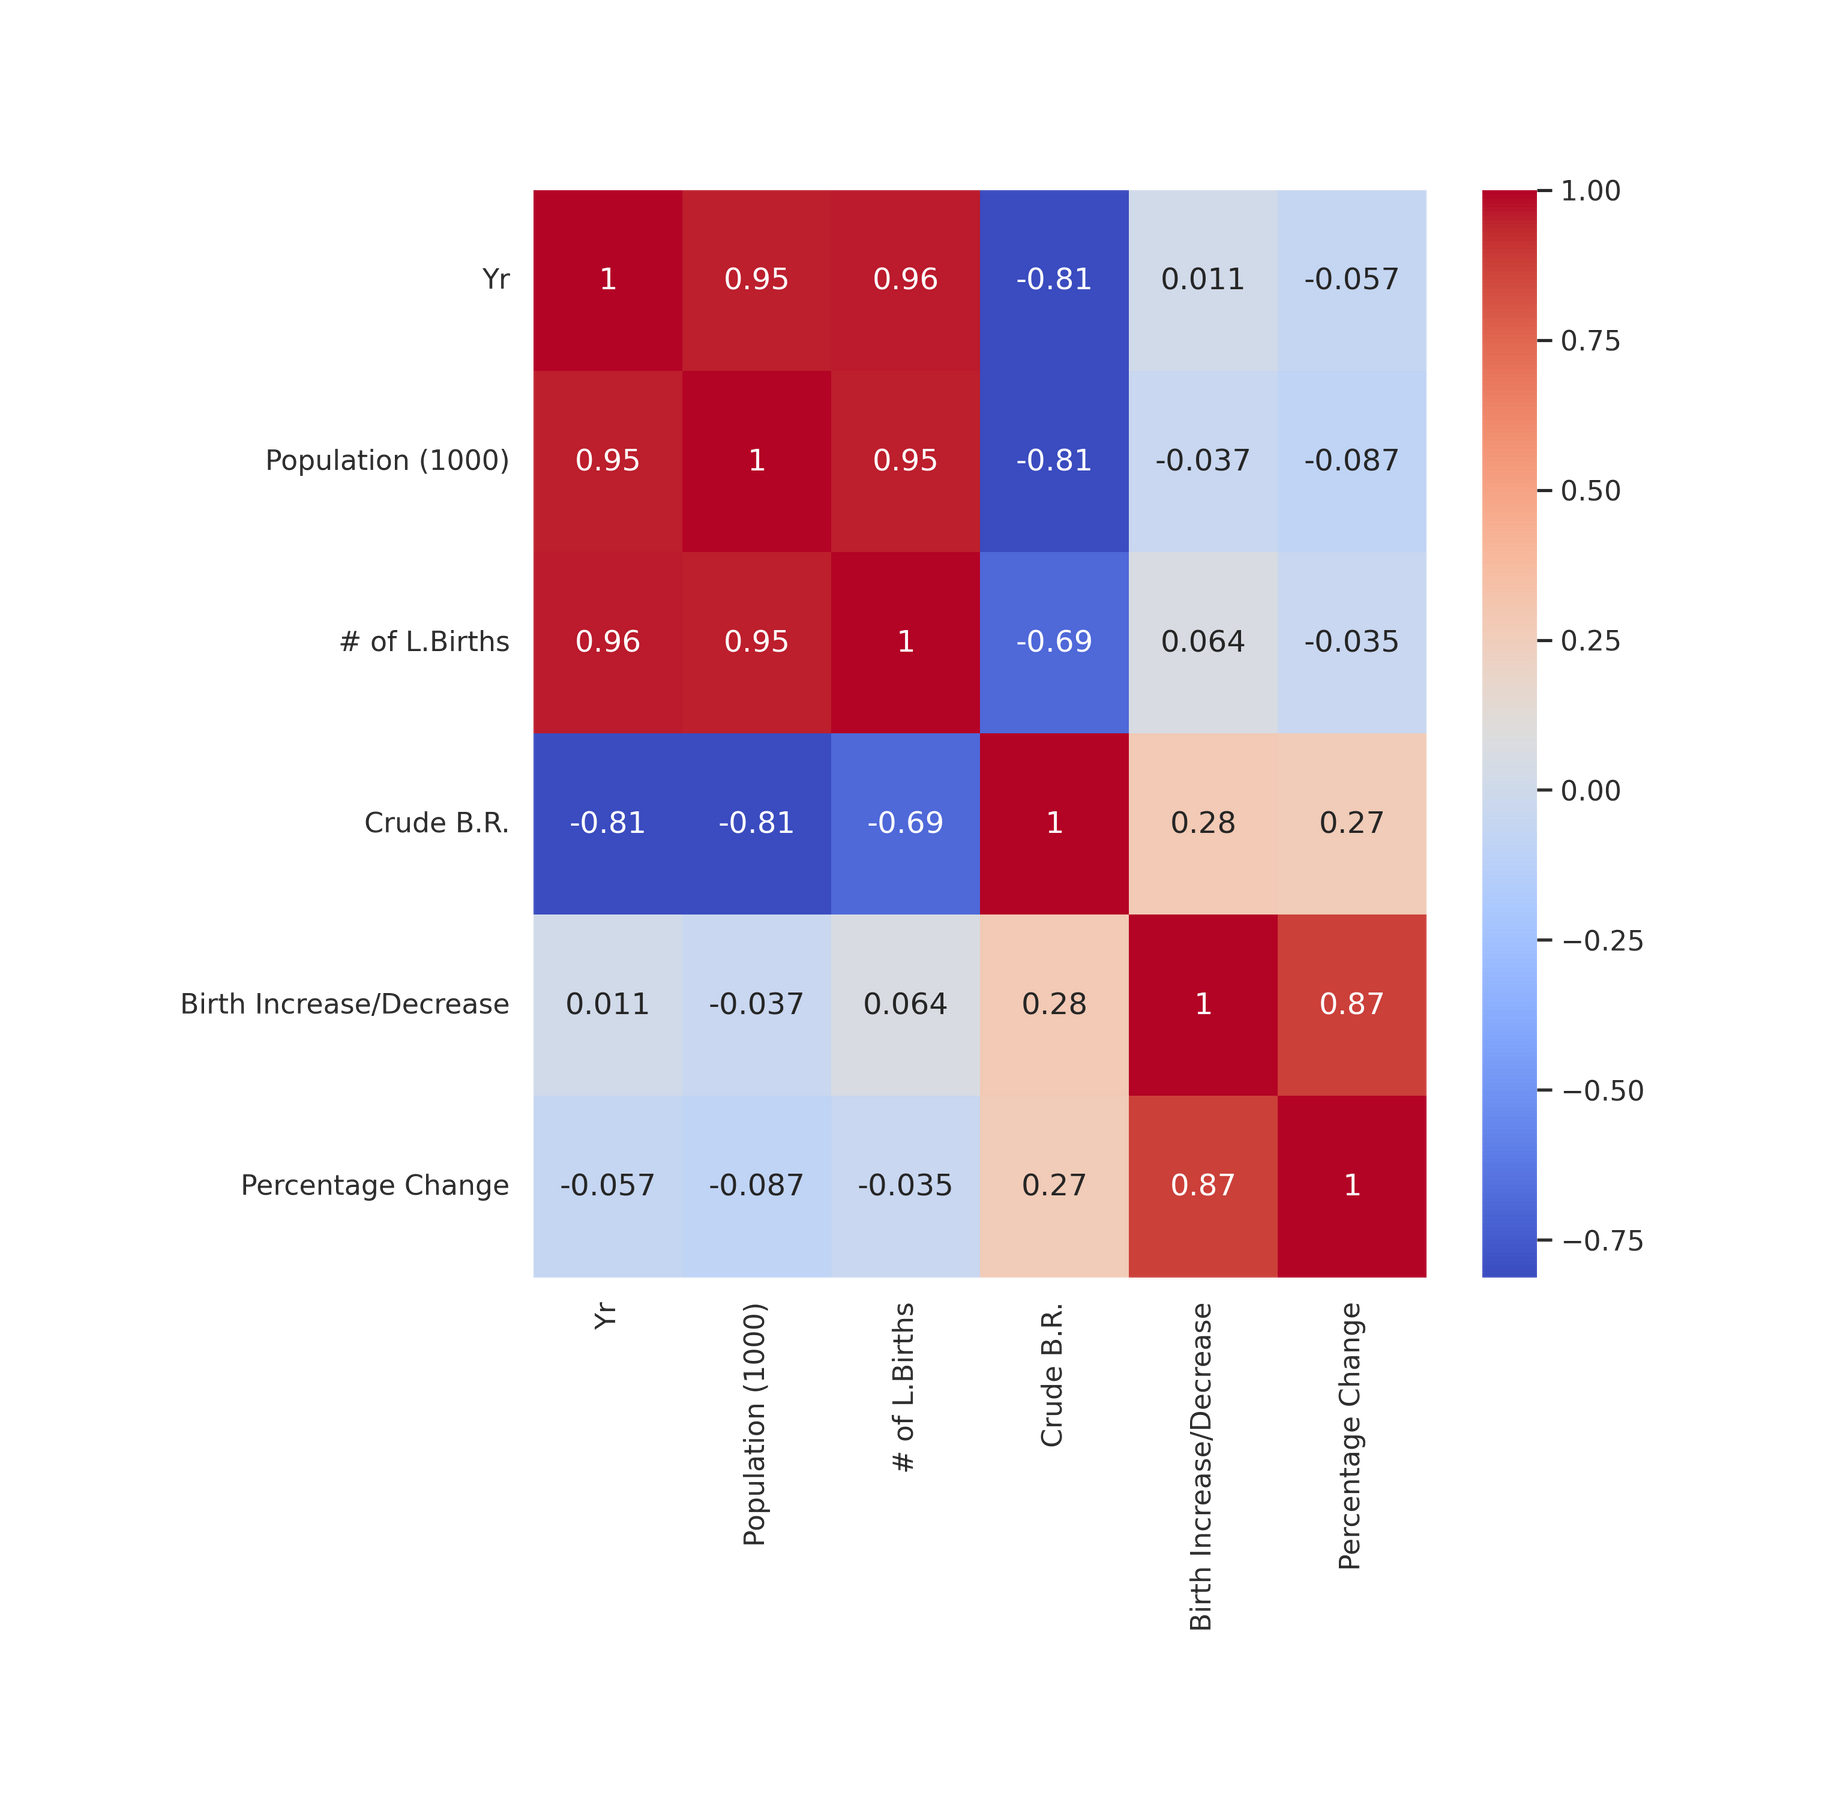 1.00
Yr 1 0.95 0.96 -0.81 0.011 -0.057
0.75
Population (1000) 0.95 1 0.95 -0.81 -0.037 -0.087
0.50
# of L.Births 0.96 0.95 1 -0.69 0.064 -0.035
0.25
0.00
Crude B.R. -0.81 -0.81 -0.69 1 0.28 0.27
−0.25
Birth Increase/Decrease 0.011 -0.037 0.064 0.28 1 0.87
−0.50
Percentage Change -0.057 -0.087 -0.035 0.27 0.87 1
−0.75
Yr
Population (1000)
# of L.Births
Crude B.R.
Birth Increase/Decrease
Percentage Change